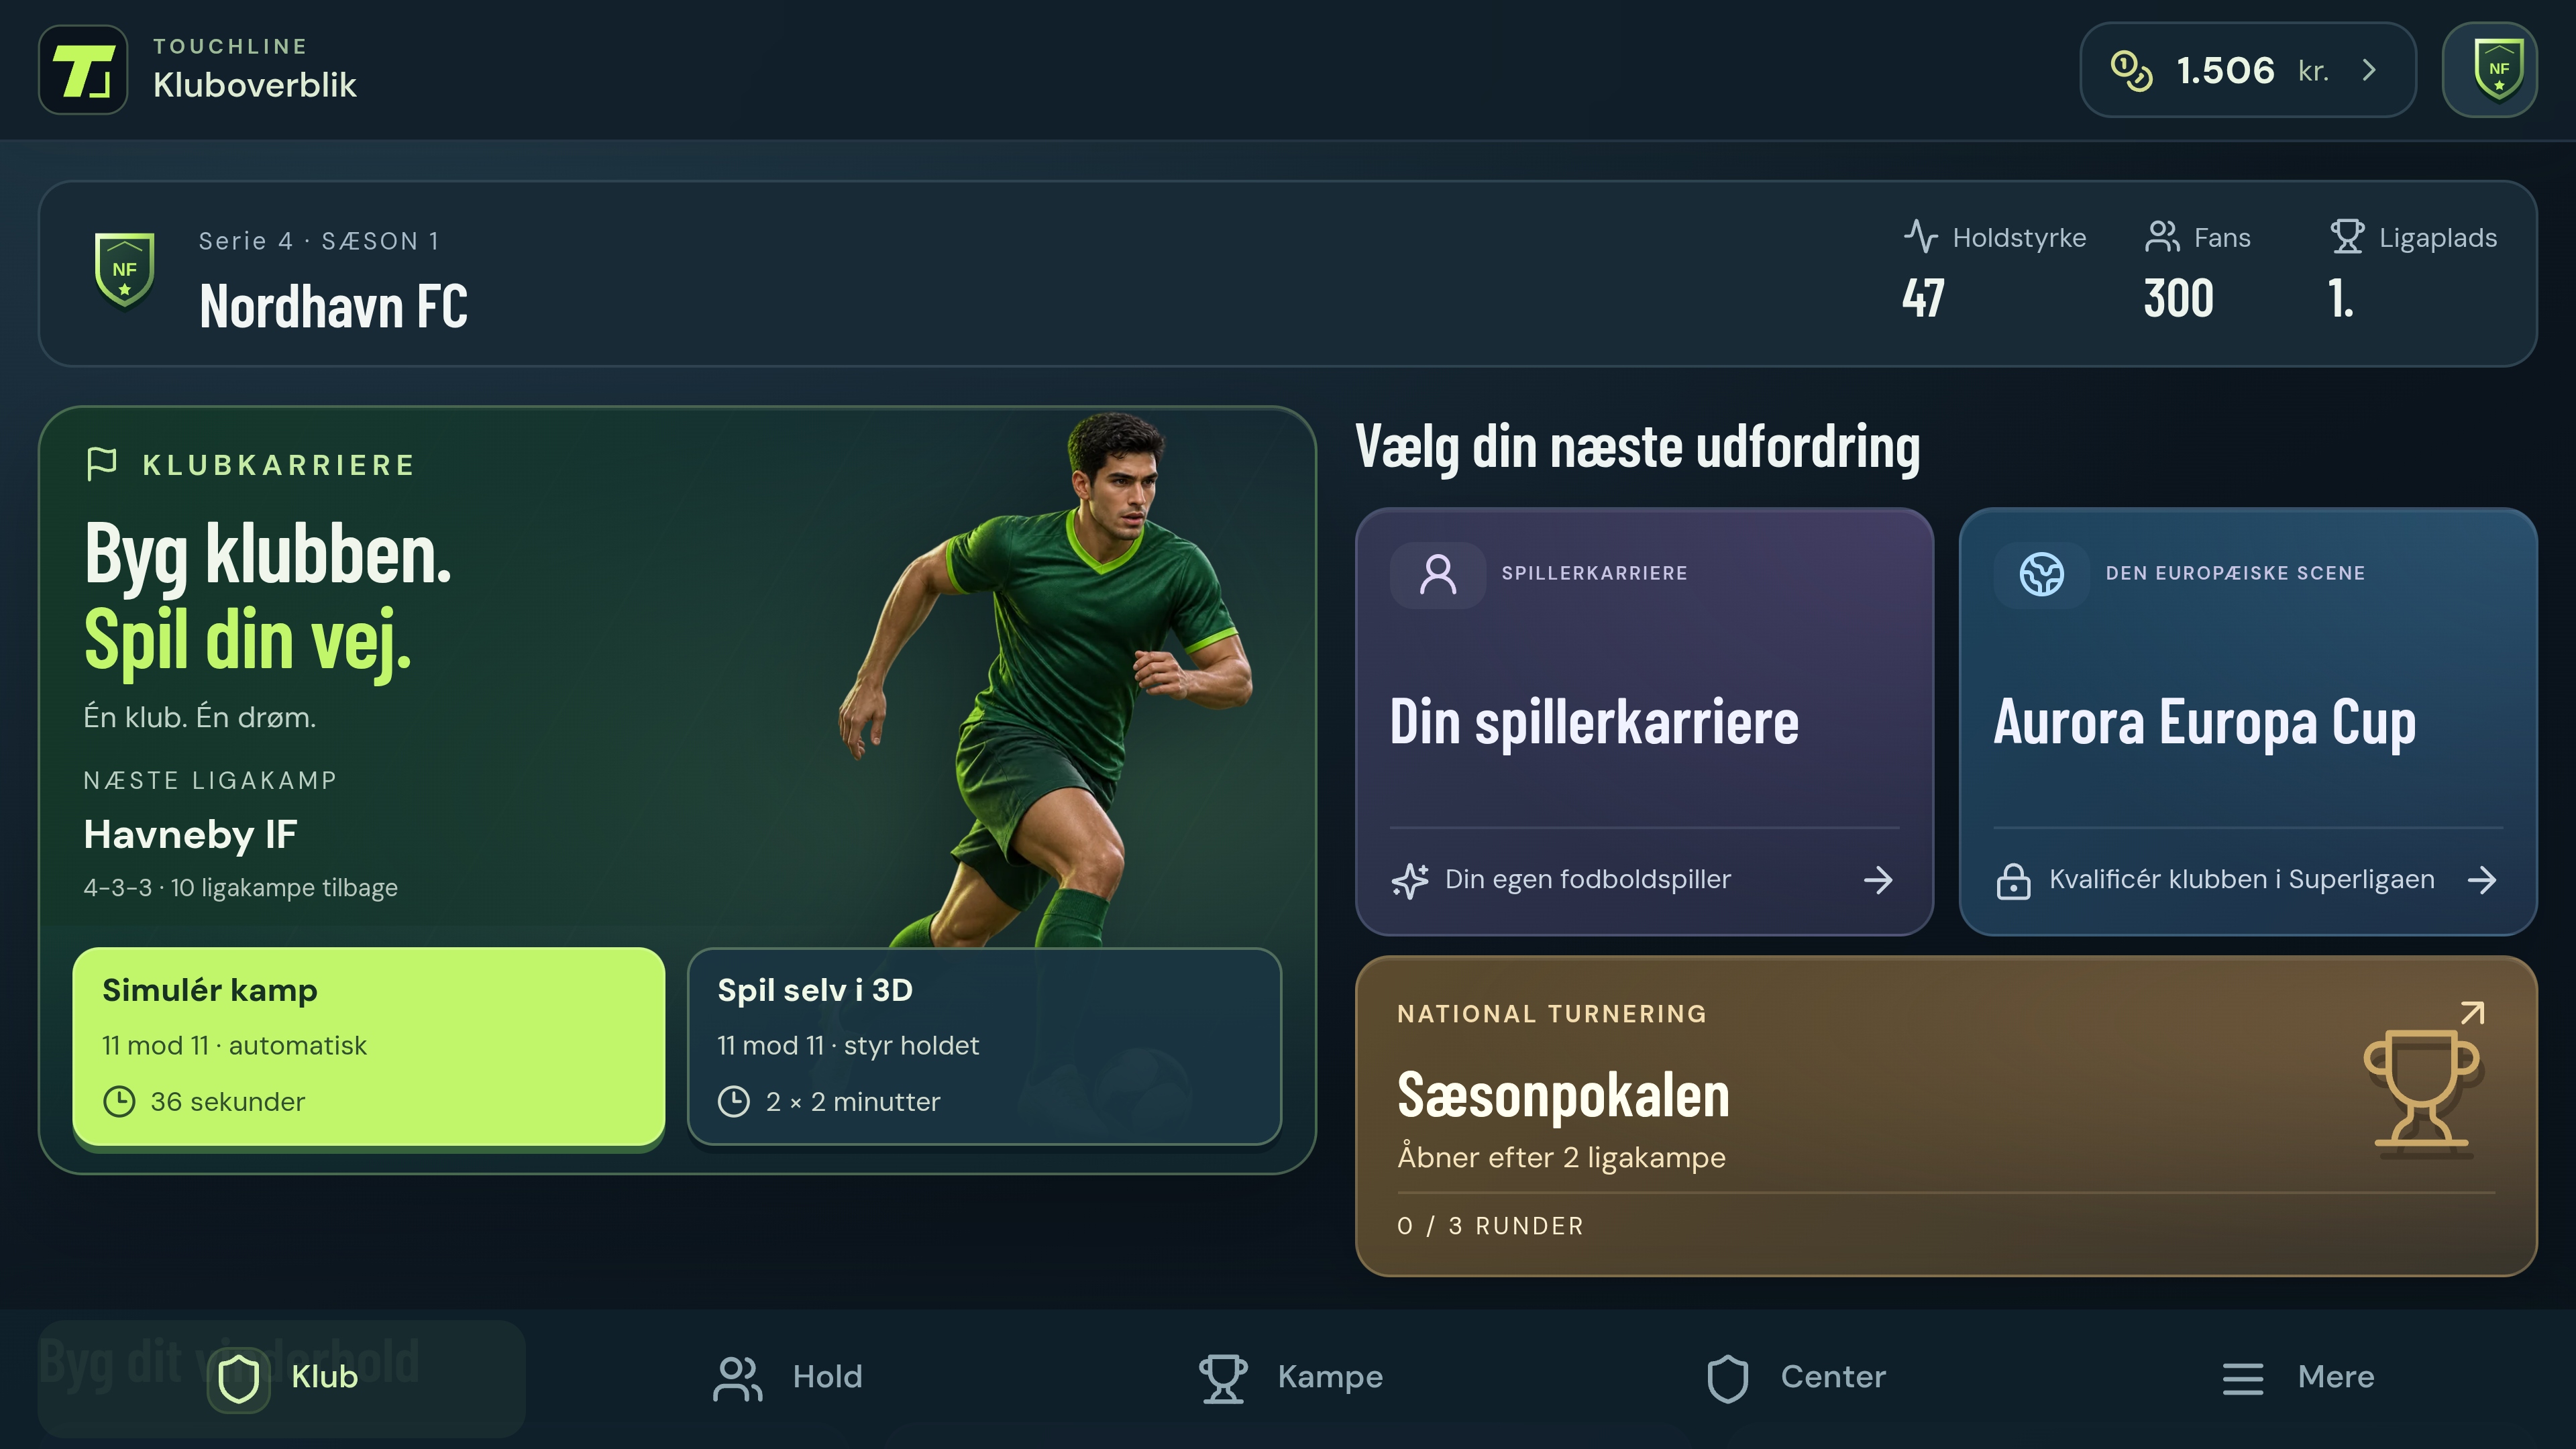 TOUCHLINE
Kluboverblik
1.506 kr.
NF
NF
Serie 4 · SÆSON 1
Nordhavn FC
Holdstyrke
47
Fans
300
Ligaplads
1.
KLUBKARRIERE
Byg klubben.
Spil din vej.
Én klub. Én drøm.
NÆSTE LIGAKAMP
Havneby IF
4-3-3 · 10 ligakampe tilbage
Simulér kamp
11 mod 11 · automatisk
36 sekunder
Spil selv i 3D
11 mod 11 · styr holdet
2 × 2 minutter
Vælg din næste udfordring
SPILLERKARRIERE
Din spillerkarriere
Din egen fodboldspiller
DEN EUROPÆISKE SCENE
Aurora Europa Cup
Kvalificér klubben i Superligaen
NATIONAL TURNERING
Sæsonpokalen
Åbner efter 2 ligakampe
0 / 3 RUNDER
Byg dit vinderhold
Klub
Hold
Kampe
Center
Mere